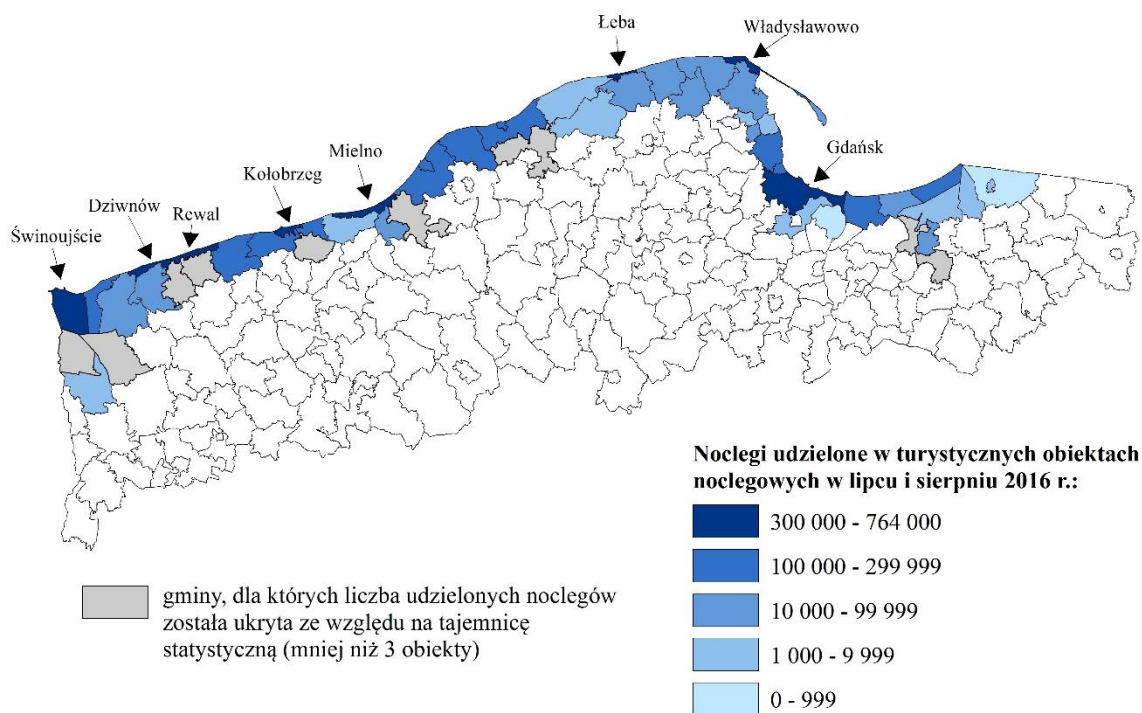 Łeba
Władysławowo
Mielno
Gdańsk
Kołobrzeg
Dziwnów
Rewal
Świnoujście
Noclegi udzielone w turystycznych obiektach
noclegowych w lipcu i sierpniu 2016 r.:
300 000 - 764 000
100 000 - 299 999
10 000 - 99 999
1 000 - 9 999
0 - 999
gminy, dla których liczba udzielonych noclegów
została ukryta ze względu na tajemnicę
statystyczną (mniej niż 3 obiekty)